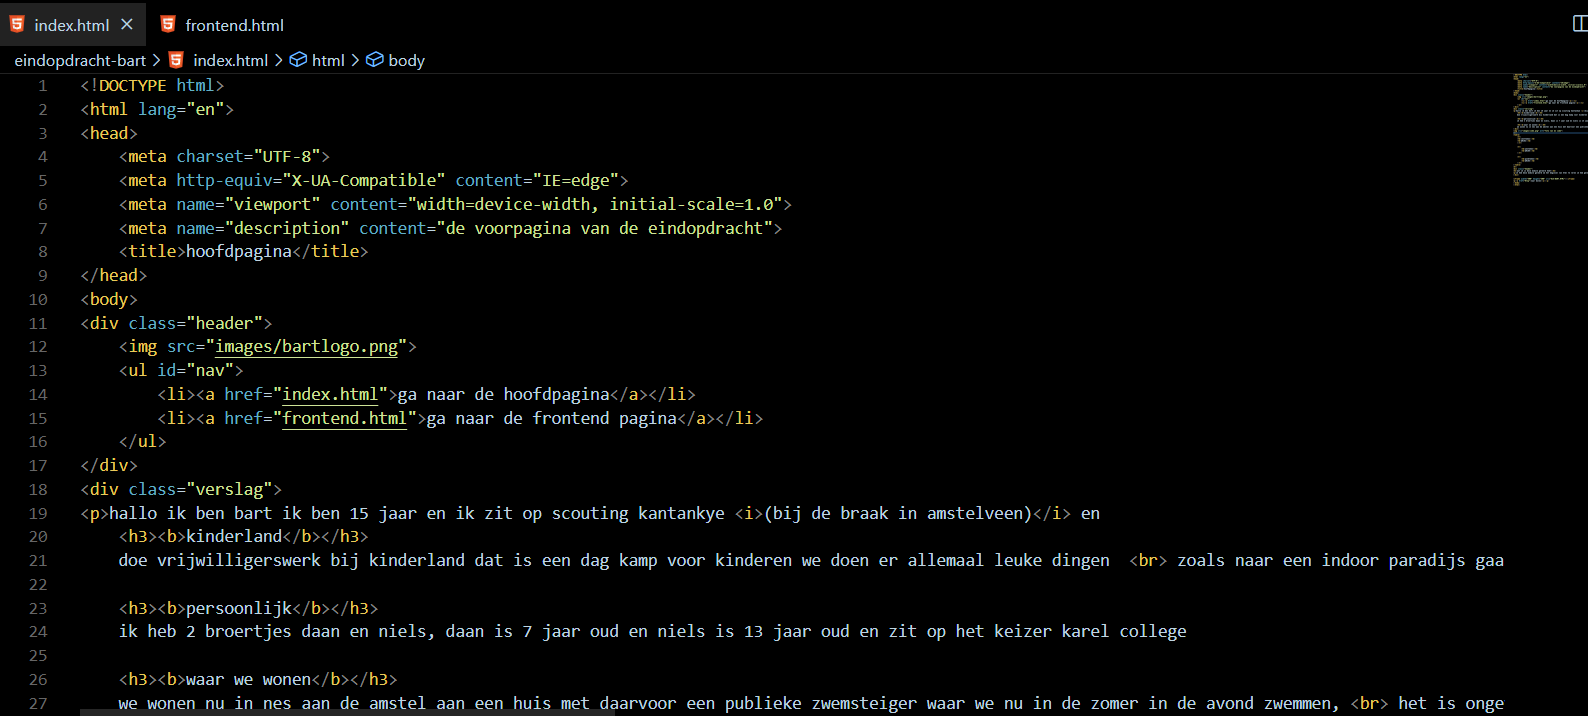 index.html
frontend.html
eindopdracht-bart > index.html > html > body
1 <!DOCTYPE html>
2 <html lang="en">
3 <head>
4 <meta charset="UTF-8">
5 <meta http-equiv="X-UA-Compatible" content="IE=edge">
6 <meta name="viewport" content="width=device-width, initial-scale=1.0">
7 <meta name="description" content="de voorpagina van de eindopdracht">
8 <title>hoofdpagina</title>
9 </head>
10 <body>
11 <div class="header">
12 <img src="images/bartlogo.png">
13 <ul id="nav">
14 <li><a href="index.html">ga naar de hoofdpagina</a></li>
15 <li><a href="frontend.html">ga naar de frontend pagina</a></li>
16 </ul>
17 </div>
18 <div class="verslag">
19 <p>hallo ik ben bart ik ben 15 jaar en ik zit op scouting kantankye <i>(bij de braak in amstelveen)</i> en
20 <h3><b>kinderland</b></h3>
21 doe vrijwilligerswerk bij kinderland dat is een dag kamp voor kinderen we doen er allemaal leuke dingen <br> zoals naar een indoor paradijs gaa
22
23 <h3><b>persoonlijk</b></h3>
24 ik heb 2 broertjes daan en niels, daan is 7 jaar oud en niels is 13 jaar oud en zit op het keizer karel college
25
26 <h3><b>waar we wonen</b></h3>
27 we wonen nu in nes aan de amstel aan een huis met daarvoor een publieke zwemsteiger waar we nu in de zomer in de avond zwemmen, <br> het is onge